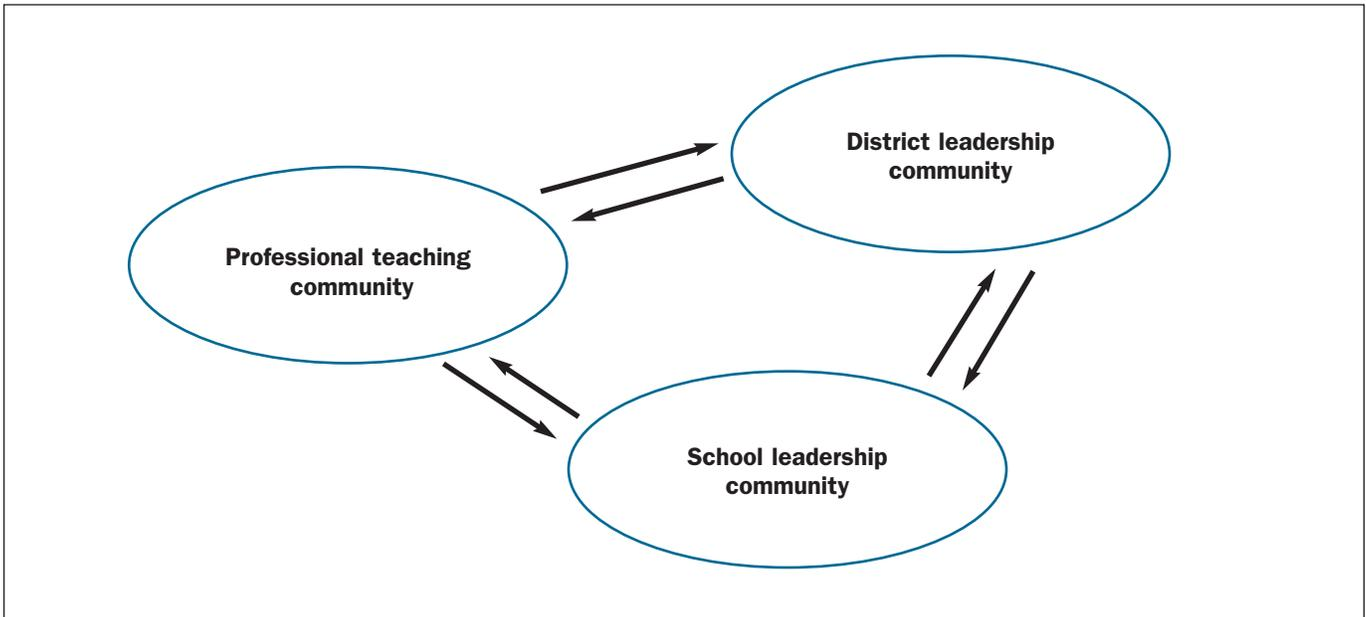 District leadership
community
Professional teaching
community
School leadership
community